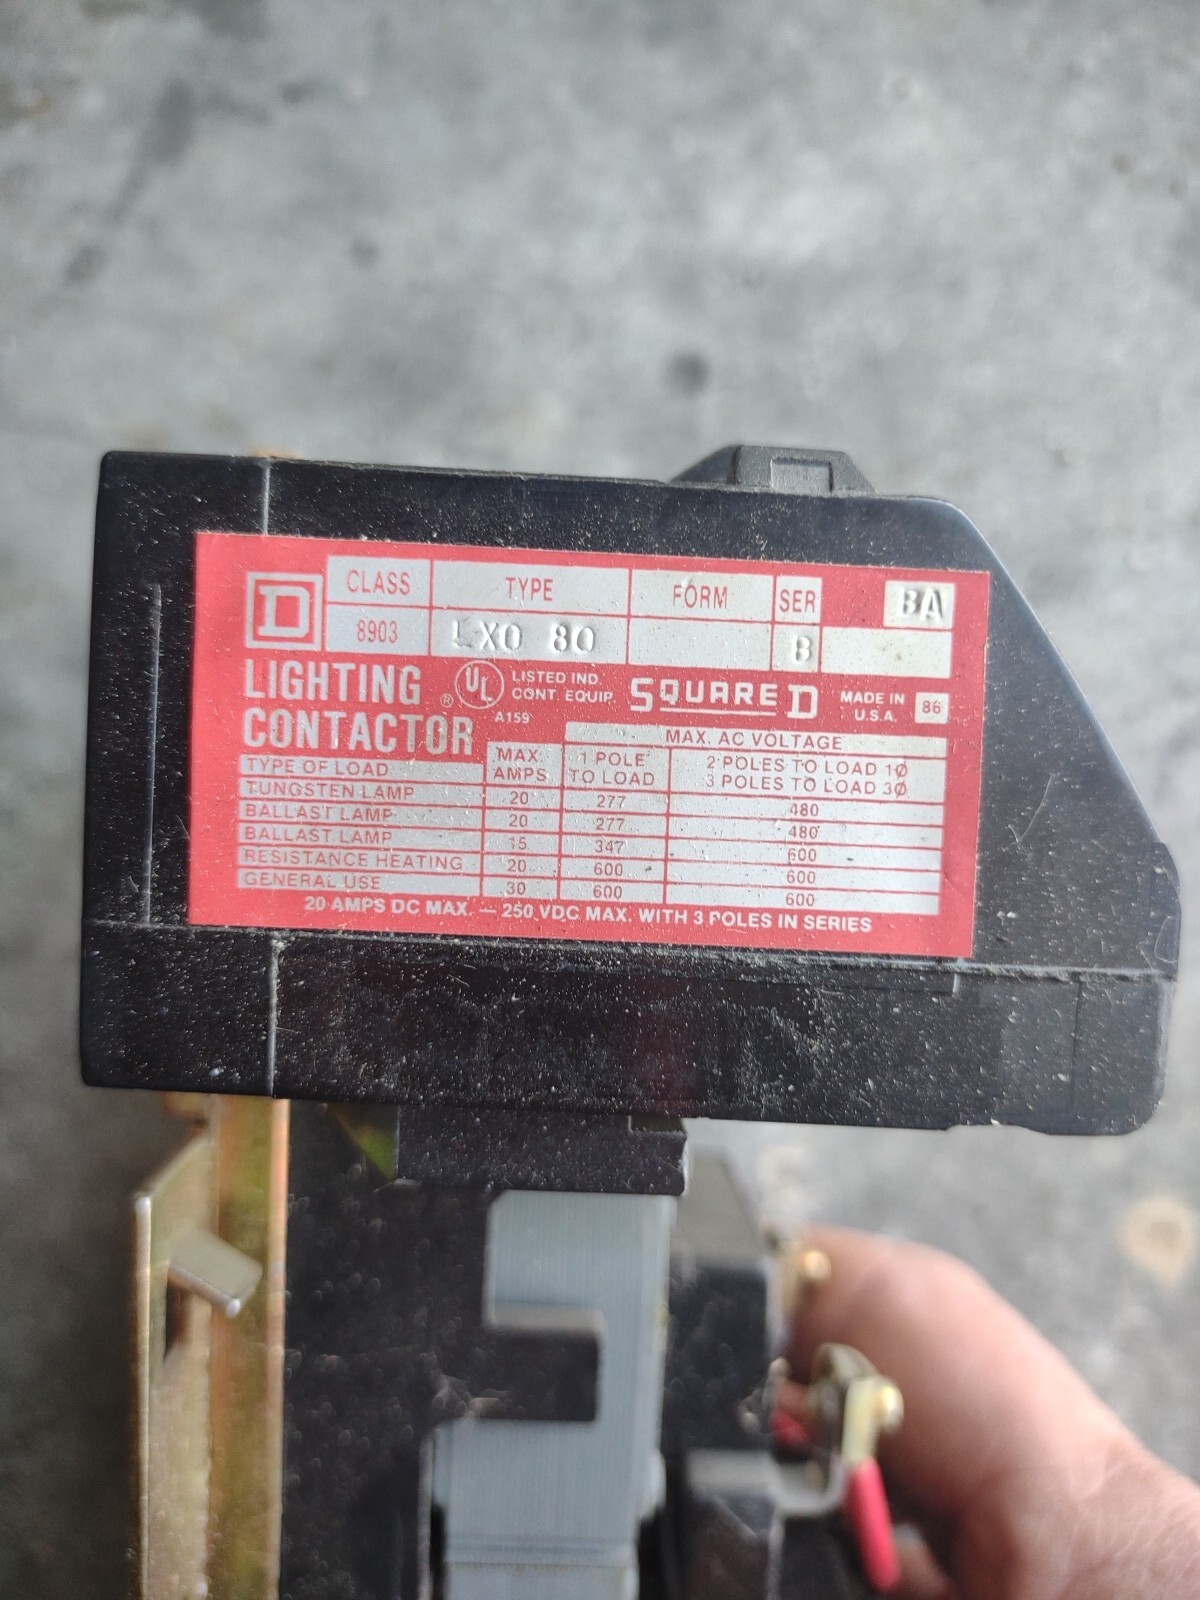 D
CLASS TYPE FORM SER BA
8903 LXO 80 B
LIGHTING
CONTACTOR
®
UL
LISTED IND.
CONT. EQUIP.
A159
SQUARE D
MADE IN
U.S.A.
86
MAX. AC VOLTAGE
TYPE OF LOAD
MAX.
AMPS
1 POLE
TO LOAD
2 POLES TO LOAD 1Ø
3 POLES TO LOAD 3Ø
TUNGSTEN LAMP 20 277 480
BALLAST LAMP 20 277 480
BALLAST LAMP 15 347 600
RESISTANCE HEATING 20 600 600
GENERAL USE 30 600 600
20 AMPS DC MAX. — 250 VDC MAX. WITH 3 POLES IN SERIES